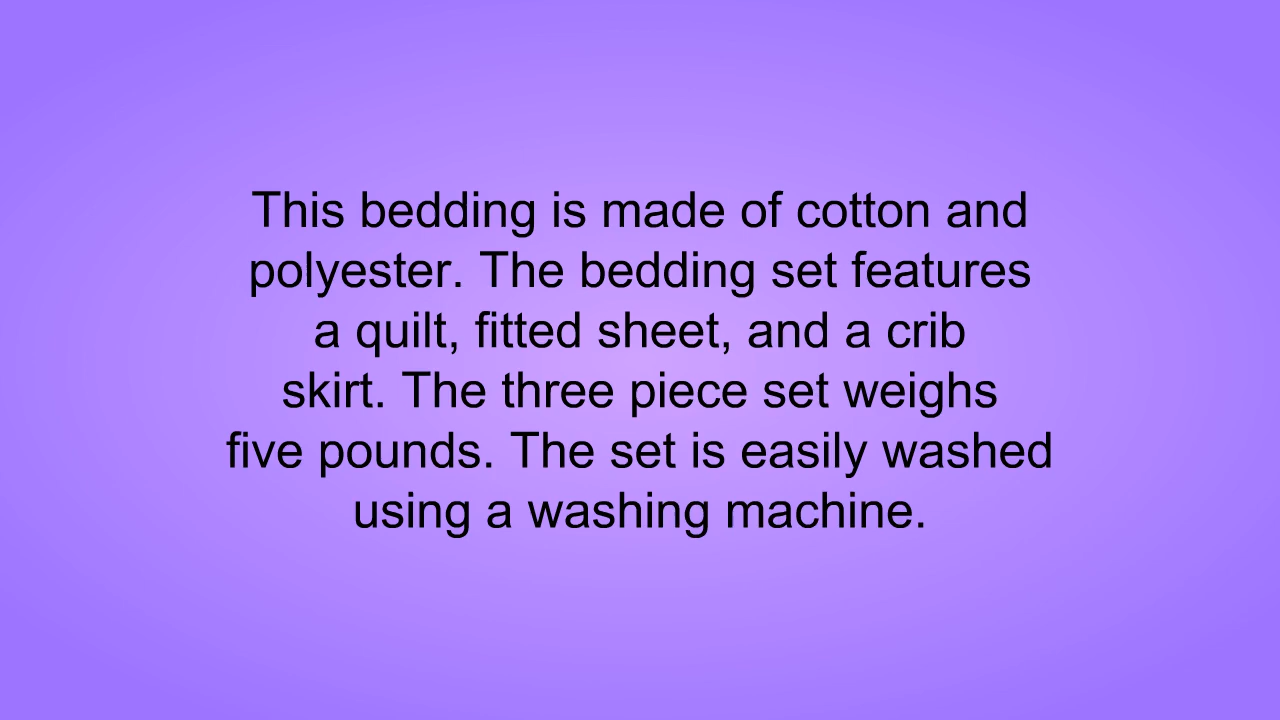 This bedding is made of cotton and
polyester. The bedding set features
a quilt, fitted sheet, and a crib
skirt. The three piece set weighs
five pounds. The set is easily washed
using a washing machine.